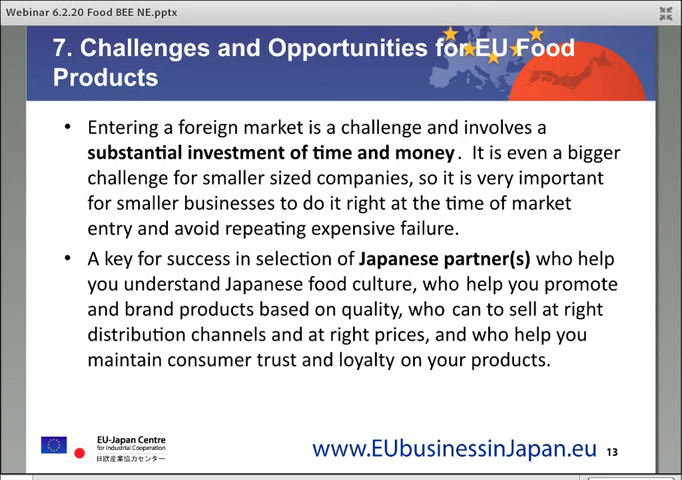 Webinar 6.2.20 Food BEE NE.pptx
7. Challenges and Opportunities for EU Food
Products
• Entering a foreign market is a challenge and involves a
substantial investment of time and money. It is even a bigger
challenge for smaller sized companies, so it is very important
for smaller businesses to do it right at the time of market
entry and avoid repeating expensive failure.
• A key for success in selection of Japanese partner(s) who help
you understand Japanese food culture, who help you promote
and brand products based on quality, who can to sell at right
distribution channels and at right prices, and who help you
maintain consumer trust and loyalty on your products.
EU-Japan Centre
for Industrial Cooperation
日欧産業協力センター
www.EUbusinessinJapan.eu
13